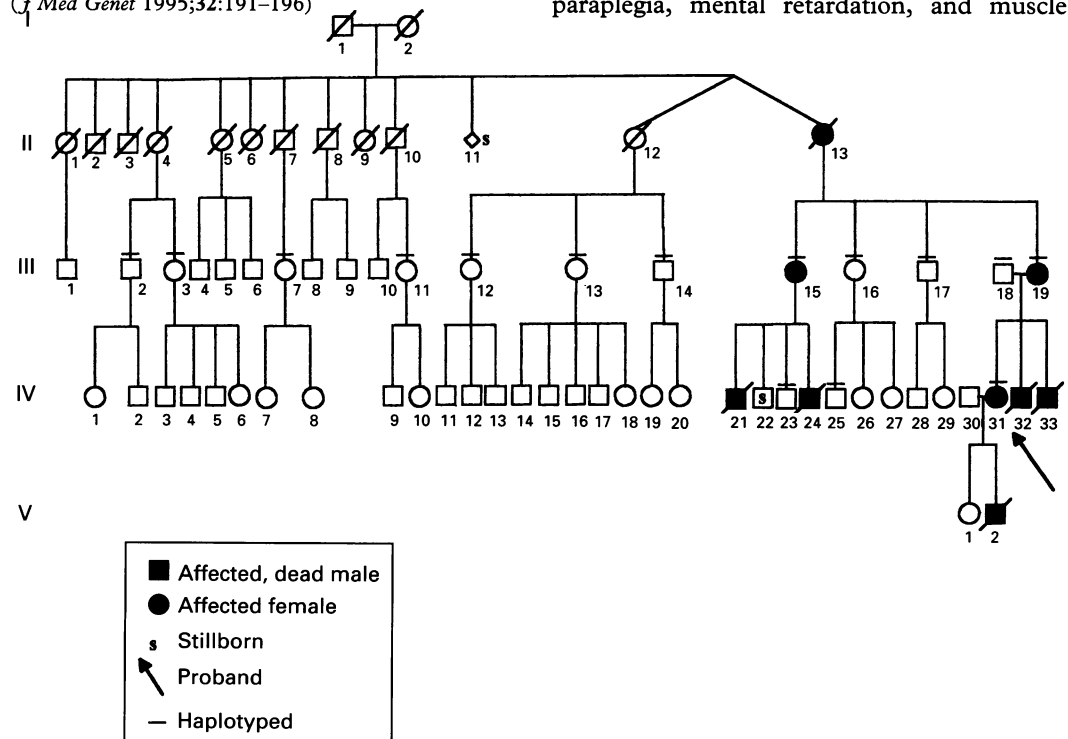 (J Med Genet 1995;32:191–196)
paraplegia, mental retardation, and muscle
I
1 2
II
1 2 3 4 5 6 7 8 9 10 11 s 12 13
III
1 2 3 4 5 6 7 8 9 10 11 12 13 14 15 16 17 18 19
IV
1 2 3 4 5 6 7 8 9 10 11 12 13 14 15 16 17 18 19 20 21 22 s 23 24 25 26 27 28 29 30 31 32 33
V
1 2
Affected, dead male
Affected female
s Stillborn
Proband
Haplotyped